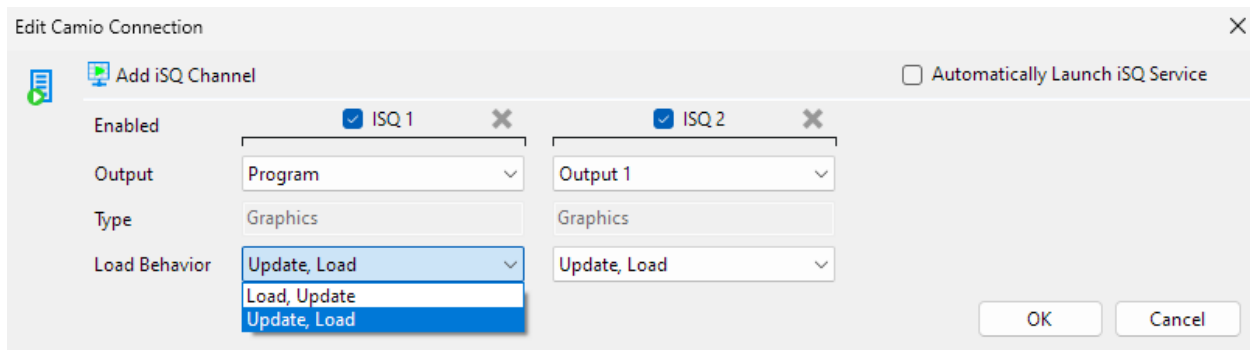 Edit Camio Connection
Add iSQ Channel
Automatically Launch iSQ Service
Enabled
ISQ 1
ISQ 2
Output
Program
Output 1
Type
Graphics
Graphics
Load Behavior
Update, Load
Update, Load
Load, Update
Update, Load
OK
Cancel